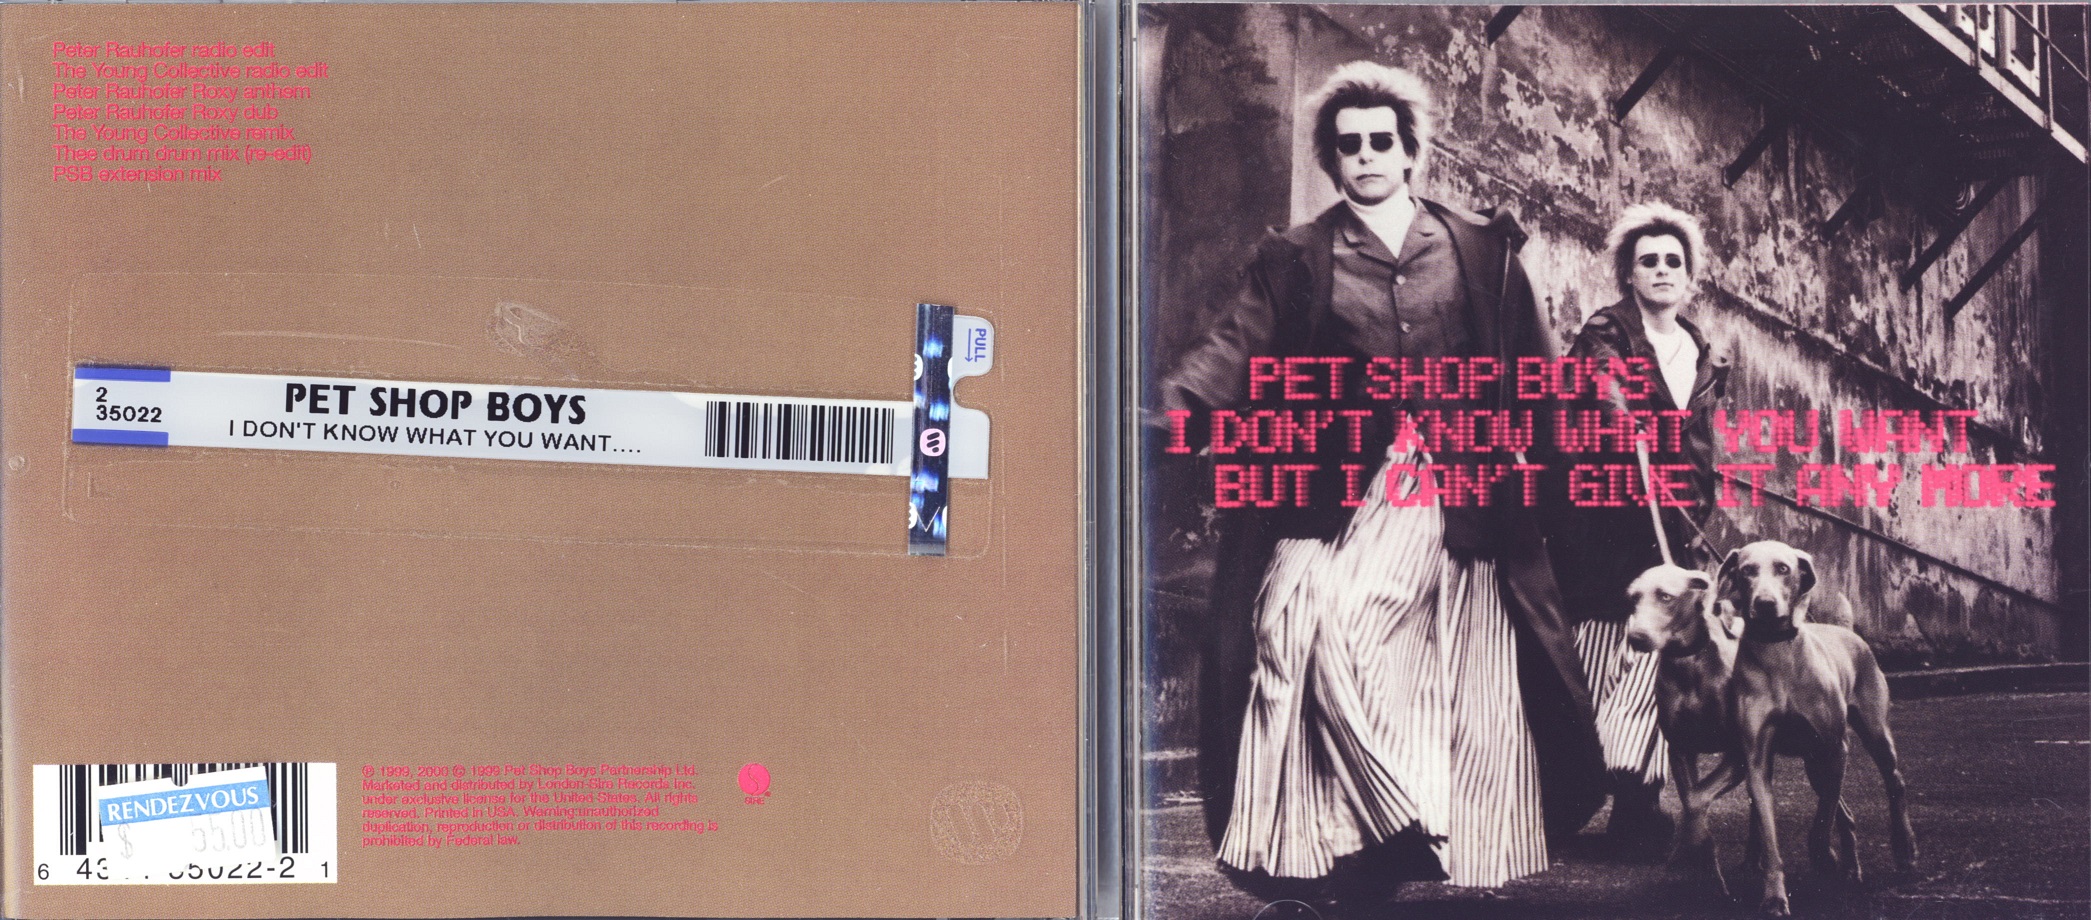 Peter Rauhofer radio edit
The Young Collective radio edit
Peter Rauhofer Roxy anthem
Peter Rauhofer Roxy dub
The Young Collective remix
Thee drum drum mix (re-edit)
PSB extension mix
2
35022
PET SHOP BOYS
I DON'T KNOW WHAT YOU WANT....
PULL
RENDEZVOUS
$ 55.00
6 43 35022-2 1
℗ 1999, 2000 © 1999 Pet Shop Boys Partnership Ltd.
Marketed and distributed by London-Sire Records Inc.
under exclusive license for the United States. All rights
reserved. Printed in USA. Warning:unauthorized
duplication, reproduction or distribution of this recording is
prohibited by Federal law.
SIRE
PET SHOP BOYS
I DON'T KNOW WHAT YOU WANT
BUT I CAN'T GIVE IT ANY MORE